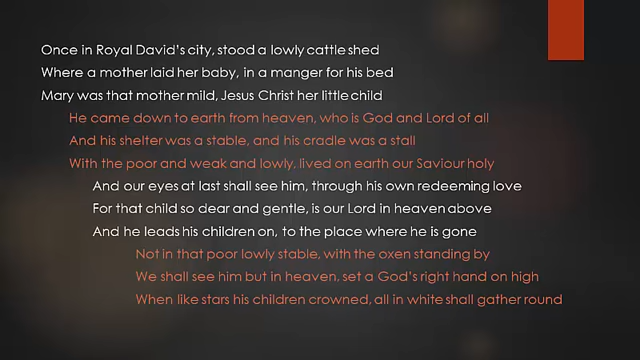 Once in Royal David's city, stood a lowly cattle shed
Where a mother laid her baby, in a manger for his bed
Mary was that mother mild, Jesus Christ her little child
He came down to earth from heaven, who is God and Lord of all
And his shelter was a stable, and his cradle was a stall
With the poor and weak and lowly, lived on earth our Saviour holy
And our eyes at last shall see him, through his own redeeming love
For that child so dear and gentle, is our Lord in heaven above
And he leads his children on, to the place where he is gone
Not in that poor lowly stable, with the oxen standing by
We shall see him but in heaven, set a God's right hand on high
When like stars his children crowned, all in white shall gather round